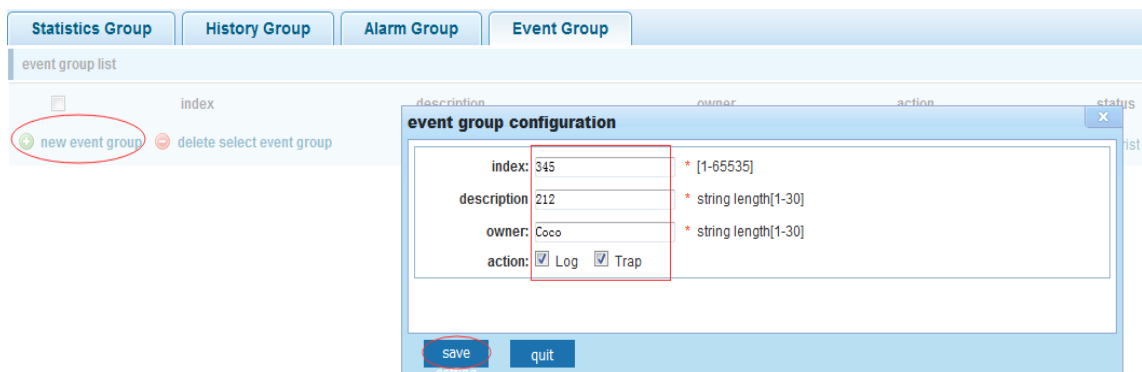 Statistics Group History Group Alarm Group Event Group
event group list
index description owner action status
event group configuration X
new event group delete select event group
index: 345 * [1-65535]
description 212 * string length[1-30]
owner: Coco * string length[1-30]
action: Log Trap
save quit